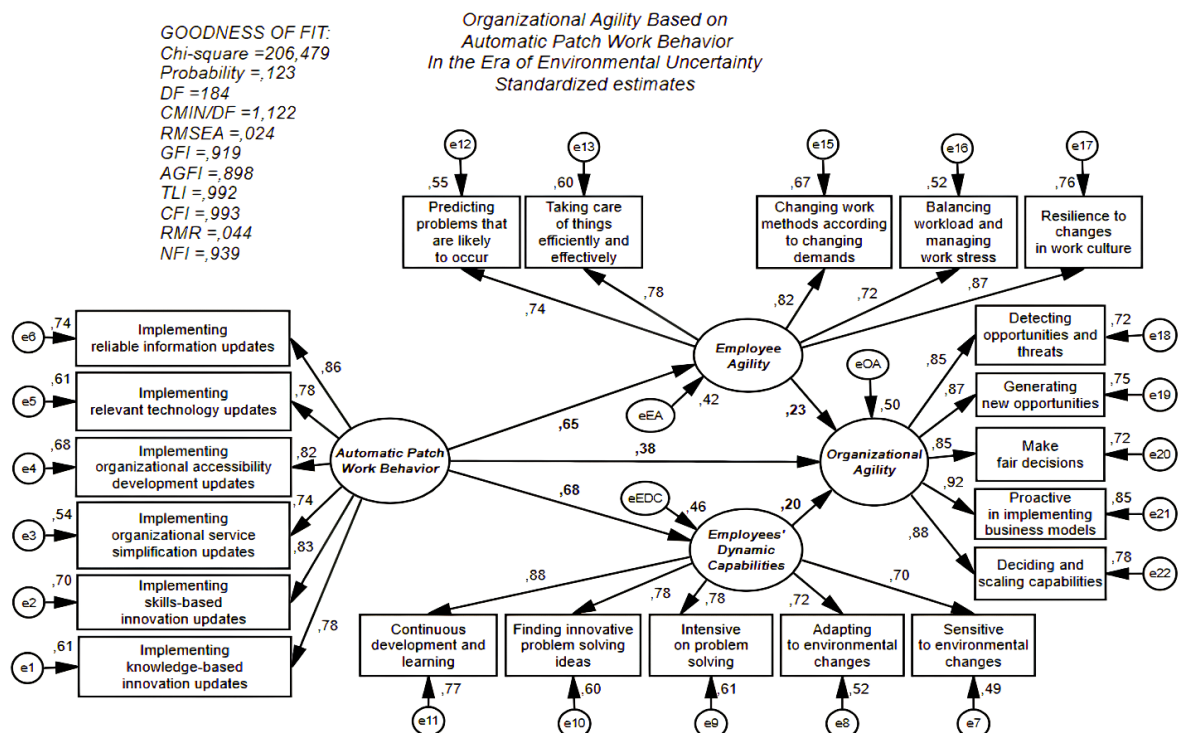 GOODNESS OF FIT:
Chi-square =206,479
Probability =,123
DF =184
CMIN/DF =1,122
RMSEA =,024
GFI =,919
AGFI =,898
TLI =,992
CFI =,993
RMR =,044
NFI =,939
Organizational Agility Based on
Automatic Patch Work Behavior
In the Era of Environmental Uncertainty
Standardized estimates
e12
e13
e15
e16
e17
,55
,60
,67
,52
,76
Predicting
problems that
are likely
to occur
Taking care
of things
efficiently and
effectively
Changing work
methods according
to changing
demands
Balancing
workload and
managing
work stress
Resilience to
changes
in work culture
,74
,78
,82
,72
,87
e6
,74
Implementing
reliable information updates
,86
e5
,61
Implementing
relevant technology updates
,78
e4
,68
Implementing
organizational accessibility
development updates
,82
e3
,54
Implementing
organizational service
simplification updates
,74
e2
,70
Implementing
skills-based
innovation updates
,83
e1
,61
Implementing
knowledge-based
innovation updates
,78
Automatic Patch
Work Behavior
,65
,38
,68
Employee
Agility
eEA
,42
,23
eOA
,50
Organizational
Agility
eEDC
,46
,20
Employees'
Dynamic
Capabilities
,85
Detecting
opportunities and
threats
,72
e18
,87
Generating
new opportunities
,75
e19
,85
Make
fair decisions
,72
e20
,92
Proactive
in implementing
business models
,85
e21
,88
Deciding and
scaling capabilities
,78
e22
,88
,78
,78
,72
,70
Continuous
development and
learning
Finding innovative
problem solving
ideas
Intensive
on problem
solving
Adapting
to environmental
changes
Sensitive
to environmental
changes
,77
,60
,61
,52
,49
e11
e10
e9
e8
e7